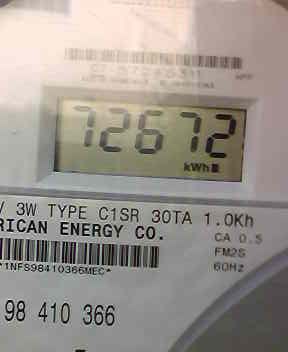 72672
kWh
V 3W TYPE C1SR 30TA 1.0Kh
RICAN ENERGY CO.
CA 0.5
FM2S
60Hz
*1NFS98410366MEC*
98 410 366